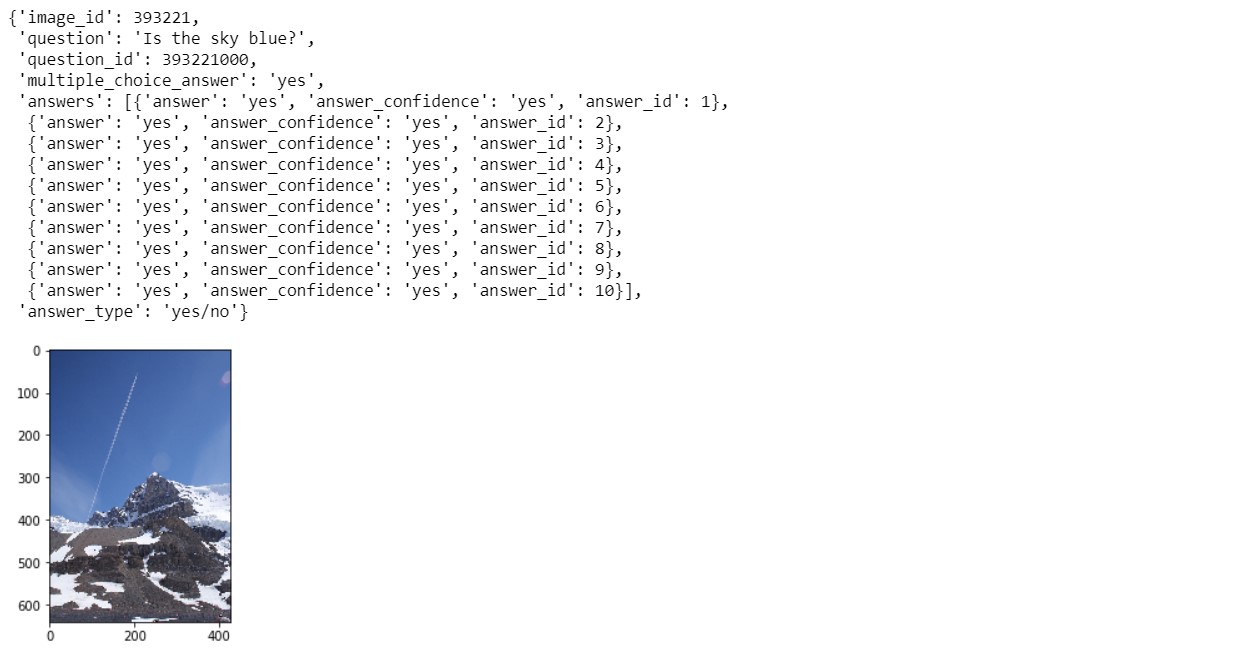 {'image_id': 393221,
'question': 'Is the sky blue?',
'question_id': 393221000,
'multiple_choice_answer': 'yes',
'answers': [{'answer': 'yes', 'answer_confidence': 'yes', 'answer_id': 1},
{'answer': 'yes', 'answer_confidence': 'yes', 'answer_id': 2},
{'answer': 'yes', 'answer_confidence': 'yes', 'answer_id': 3},
{'answer': 'yes', 'answer_confidence': 'yes', 'answer_id': 4},
{'answer': 'yes', 'answer_confidence': 'yes', 'answer_id': 5},
{'answer': 'yes', 'answer_confidence': 'yes', 'answer_id': 6},
{'answer': 'yes', 'answer_confidence': 'yes', 'answer_id': 7},
{'answer': 'yes', 'answer_confidence': 'yes', 'answer_id': 8},
{'answer': 'yes', 'answer_confidence': 'yes', 'answer_id': 9},
{'answer': 'yes', 'answer_confidence': 'yes', 'answer_id': 10}],
'answer_type': 'yes/no'}
0
100
200
300
400
500
600
0 200 400